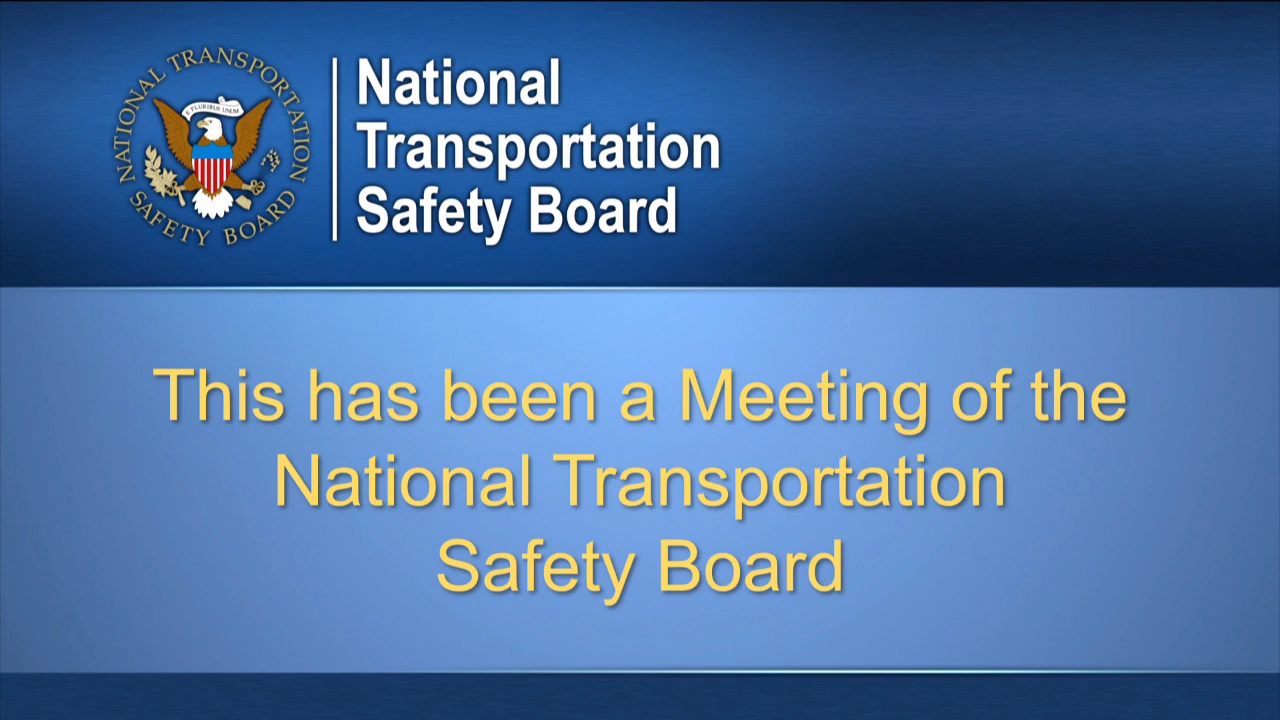 NATIONAL TRANSPORTATION
SAFETY BOARD
E PLURIBUS UNUM
National
Transportation
Safety Board
This has been a Meeting of the
National Transportation
Safety Board